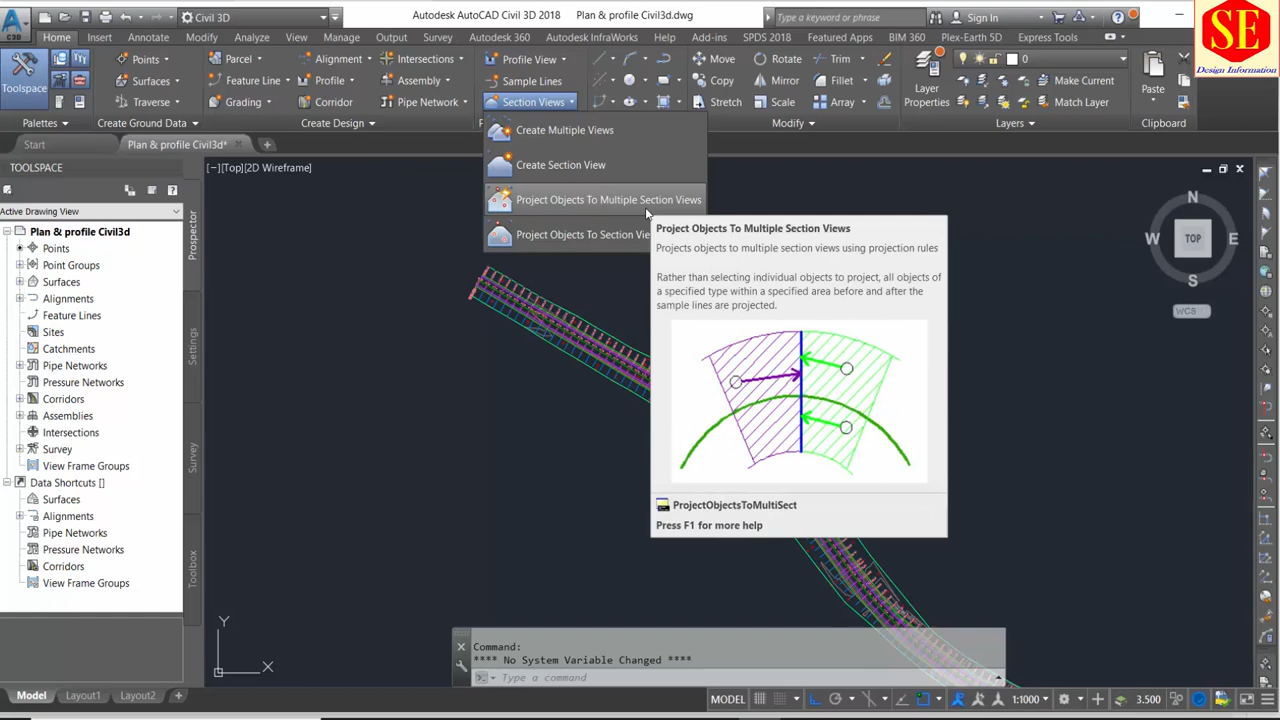 C3D
Civil 3D
Autodesk AutoCAD Civil 3D 2018 Plan & profile Civil3d.dwg
Type a keyword or phrase
Sign In
SE
Design Information
Home Insert Annotate Modify Analyze View Manage Output Survey Autodesk 360 Autodesk InfraWorks Help Add-ins SPDS 2018 Featured Apps BIM 360 Plex-Earth 5D Express Tools
Toolspace
Points
Surfaces
Traverse
Parcel
Feature Line
Grading
Alignment
Profile
Corridor
Intersections
Assembly
Pipe Network
Profile View
Sample Lines
Section Views
Move
Copy
Stretch
Rotate
Mirror
Scale
Trim
Fillet
Array
Layer
Properties
0
Make Current
Match Layer
Paste
Palettes
Create Ground Data
Create Design
Modify
Layers
Clipboard
Start
Plan & profile Civil3d*
Create Multiple Views
Create Section View
Project Objects To Multiple Section Views
Project Objects To Section Vie
Project Objects To Multiple Section Views
Projects objects to multiple section views using projection rules
Rather than selecting individual objects to project, all objects of
a specified type within a specified area before and after the
sample lines are projected.
ProjectObjectsToMultiSect
Press F1 for more help
TOOLSPACE
Active Drawing View
Plan & profile Civil3d
Points
Point Groups
Surfaces
Alignments
Feature Lines
Sites
Catchments
Pipe Networks
Pressure Networks
Corridors
Assemblies
Intersections
Survey
View Frame Groups
Data Shortcuts []
Surfaces
Alignments
Pipe Networks
Pressure Networks
Corridors
View Frame Groups
Prospector
Settings
Survey
Toolbox
[−][Top][2D Wireframe]
N
W
TOP
E
S
WCS
Y
X
Command:
**** No System Variable Changed ****
Type a command
Model Layout1 Layout2 +
MODEL
1:1000
3.500